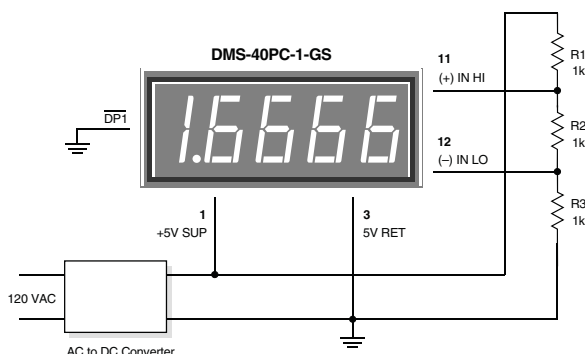 DMS-40PC-1-GS
11
(+) IN HI
R1
1k
DP1
1.6666
R2
1k
12
(–) IN LO
R3
1k
1
+5V SUP
3
5V RET
120 VAC
AC to DC Converter